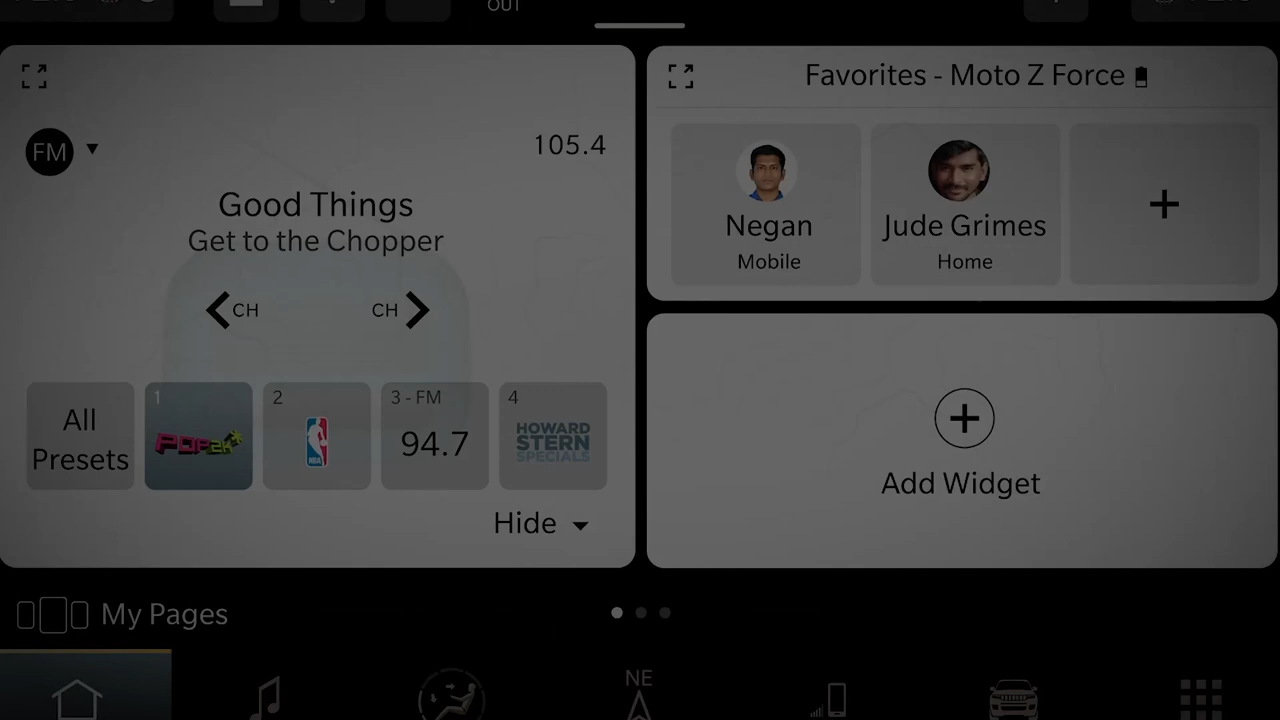 OUT
Favorites - Moto Z Force
FM
105.4
Good Things
Get to the Chopper
CH
CH
Negan
Mobile
Jude Grimes
Home
All
Presets
1
POP2K
2
NBA
3 - FM
94.7
4
HOWARD
STERN
SPECIALS
Hide
Add Widget
My Pages
NE